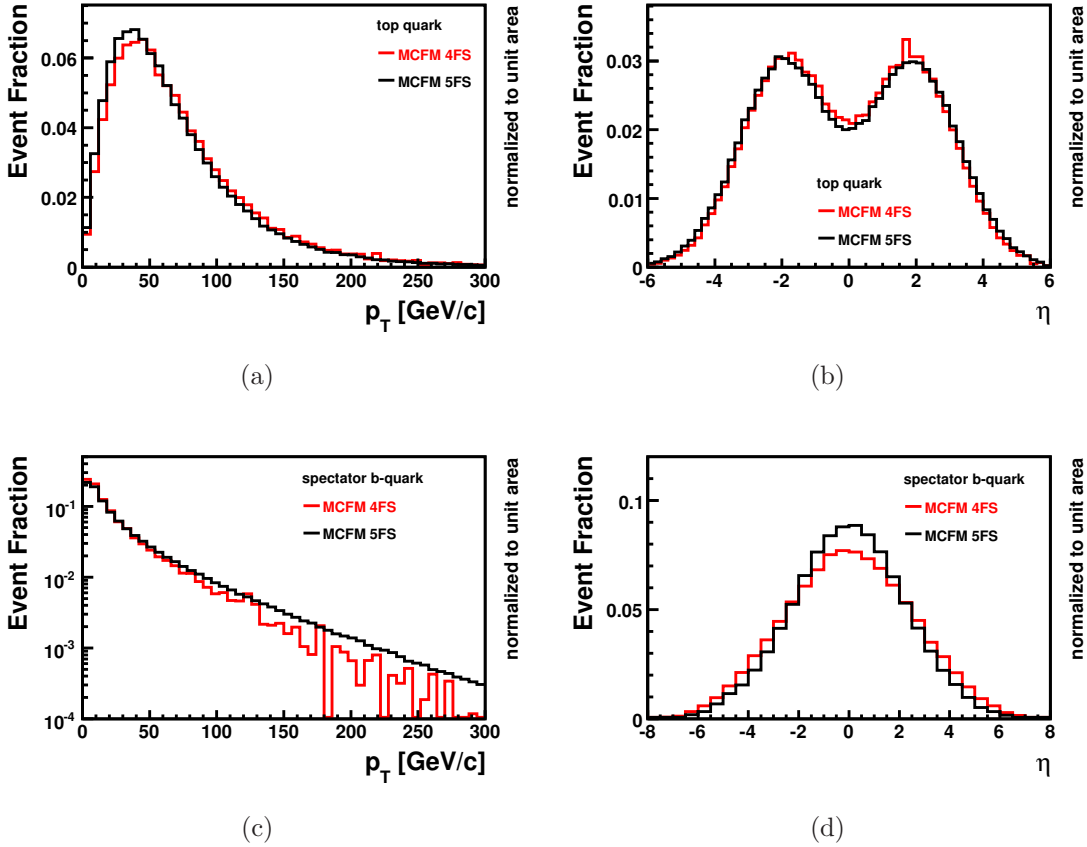 Event Fraction
0.06
0.04
0.02
0
top quark
MCFM 4FS
MCFM 5FS
0 50 100 150 200 250 300
p_T [GeV/c]
normalized to unit area
(a)
Event Fraction
0.03
0.02
0.01
0
top quark
MCFM 4FS
MCFM 5FS
-6 -4 -2 0 2 4 6
η
normalized to unit area
(b)
Event Fraction
10^-1
10^-2
10^-3
10^-4
spectator b-quark
MCFM 4FS
MCFM 5FS
0 50 100 150 200 250 300
p_T [GeV/c]
normalized to unit area
(c)
Event Fraction
0.1
0.05
0
spectator b-quark
MCFM 4FS
MCFM 5FS
-8 -6 -4 -2 0 2 4 6 8
η
normalized to unit area
(d)